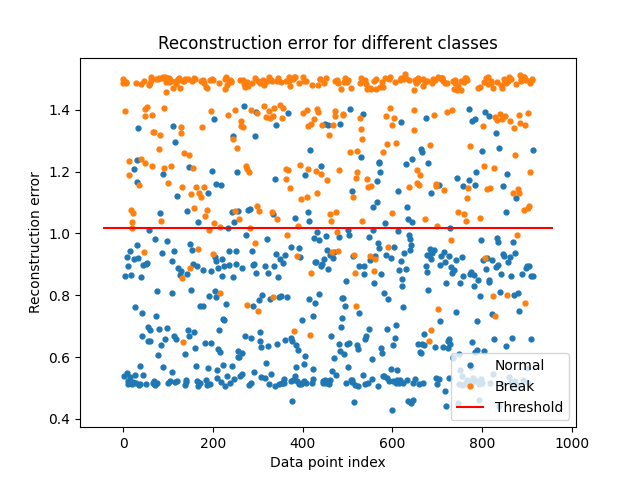 Reconstruction error for different classes
Reconstruction error
1.4
1.2
1.0
0.8
0.6
0.4
Normal
Break
Threshold
0 200 400 600 800 1000
Data point index